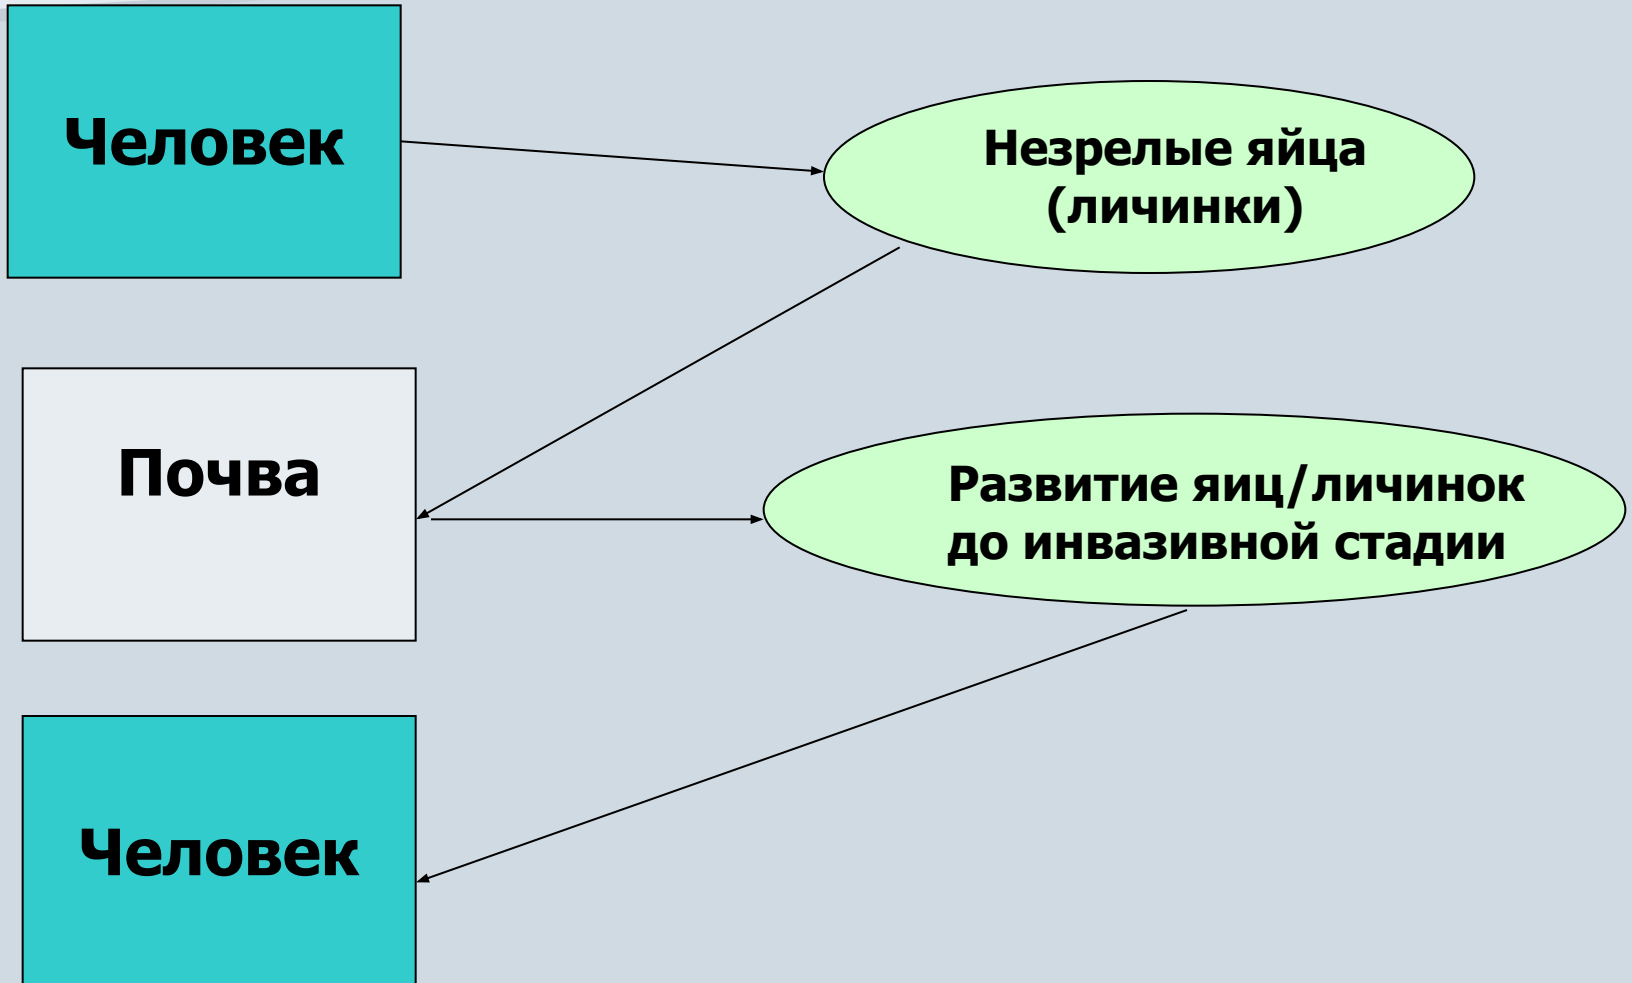 Человек
Незрелые яйца
(личинки)
Почва
Развитие яиц/личинок
до инвазивной стадии
Человек